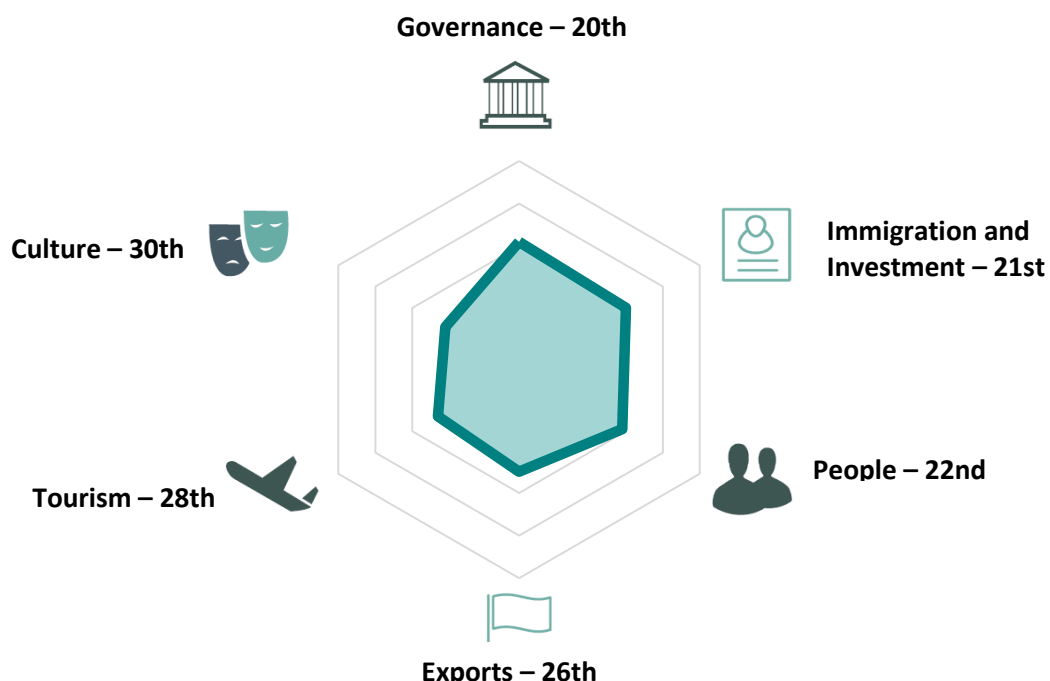 Governance – 20th
Culture – 30th
Immigration and
Investment – 21st
Tourism – 28th
People – 22nd
Exports – 26th